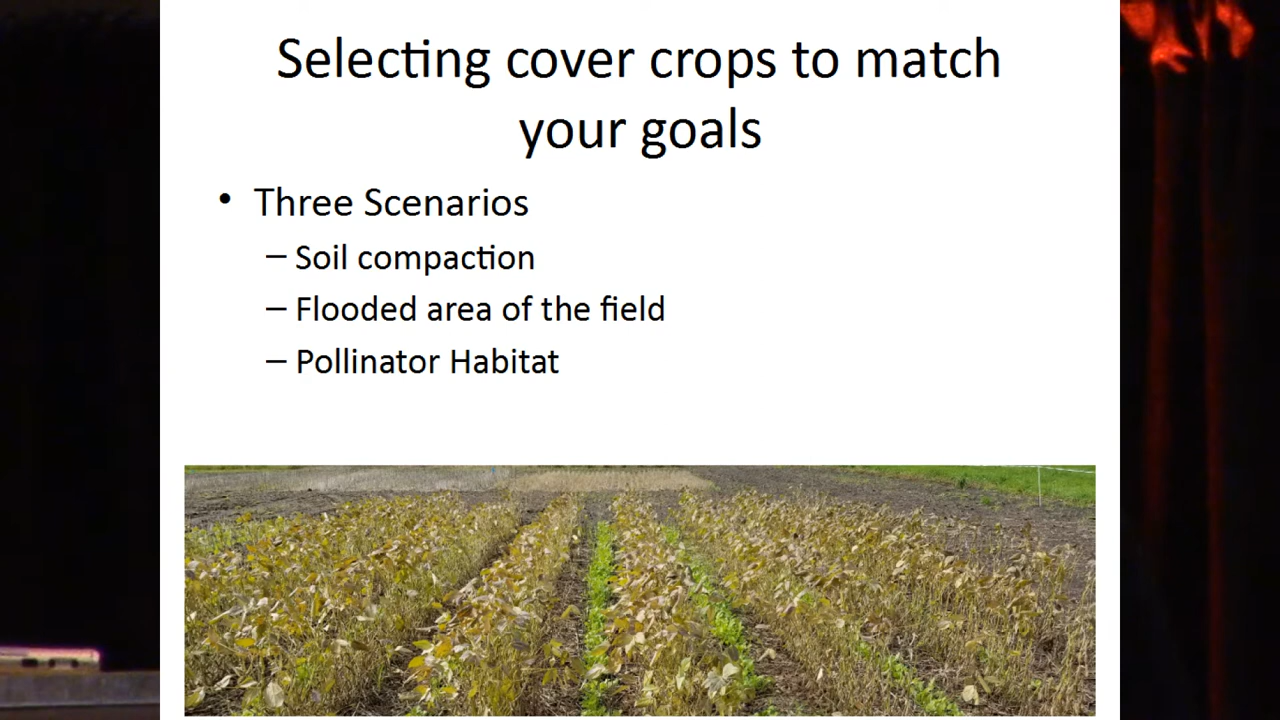 Selecting cover crops to match
your goals
• Three Scenarios
– Soil compaction
– Flooded area of the field
– Pollinator Habitat